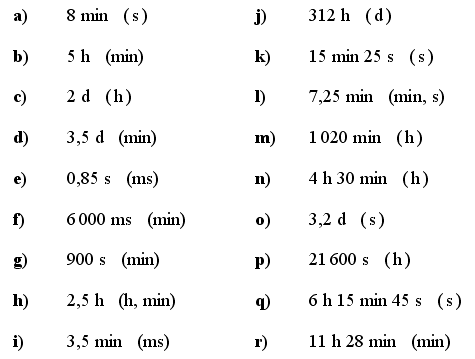 a) 8 min (s)
b) 5 h (min)
c) 2 d (h)
d) 3,5 d (min)
e) 0,85 s (ms)
f) 6 000 ms (min)
g) 900 s (min)
h) 2,5 h (h, min)
i) 3,5 min (ms)
j) 312 h (d)
k) 15 min 25 s (s)
l) 7,25 min (min, s)
m) 1 020 min (h)
n) 4 h 30 min (h)
o) 3,2 d (s)
p) 21 600 s (h)
q) 6 h 15 min 45 s (s)
r) 11 h 28 min (min)